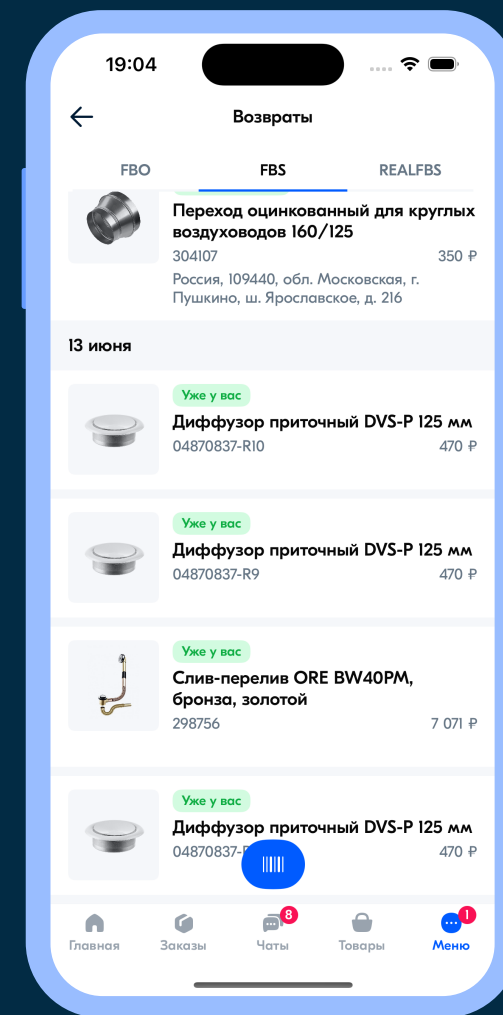 19:04
Возвраты
FBO
FBS
REALFBS
Переход оцинкованный для круглых
воздуховодов 160/125
304107
350 ₽
Россия, 109440, обл. Московская, г.
Пушкино, ш. Ярославское, д. 216
13 июня
Уже у вас
Диффузор приточный DVS-P 125 мм
04870837-R10
470 ₽
Уже у вас
Диффузор приточный DVS-P 125 мм
04870837-R9
470 ₽
Уже у вас
Слив-перелив ORE BW40PM,
бронза, золотой
298756
7 071 ₽
Уже у вас
Диффузор приточный DVS-P 125 мм
04870837-
470 ₽
8
1
Главная
Заказы
Чаты
Товары
Меню